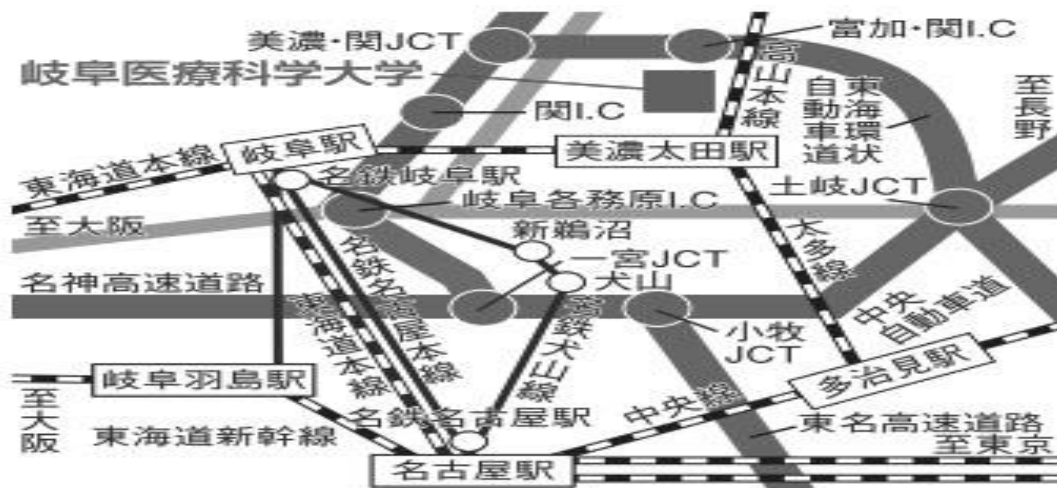 富加・関I.C
美濃・関JCT
岐阜医療科学大学
高山本線
東海環状
自動車道
至長野
関I.C
岐阜駅
美濃太田駅
東海道本線
名鉄岐阜駅
土岐JCT
岐阜各務原I.C
至大阪
新鵜沼
太多線
一宮JCT
犬山
名神高速道路
名鉄名古屋本線
東海道本線
名鉄犬山線
中央
自動車道
小牧
JCT
岐阜羽島駅
多治見駅
至大阪
名鉄名古屋駅
中央線
東海道新幹線
東名高速道路
至東京
名古屋駅